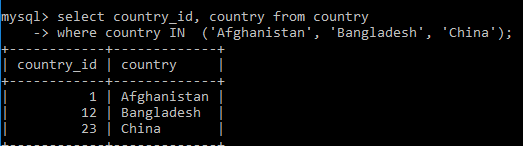 mysql> select country_id, country from country
    -> where country IN  ('Afghanistan', 'Bangladesh', 'China');
+------------+-------------+
| country_id | country     |
+------------+-------------+
|          1 | Afghanistan |
|         12 | Bangladesh  |
|         23 | China       |
+------------+-------------+